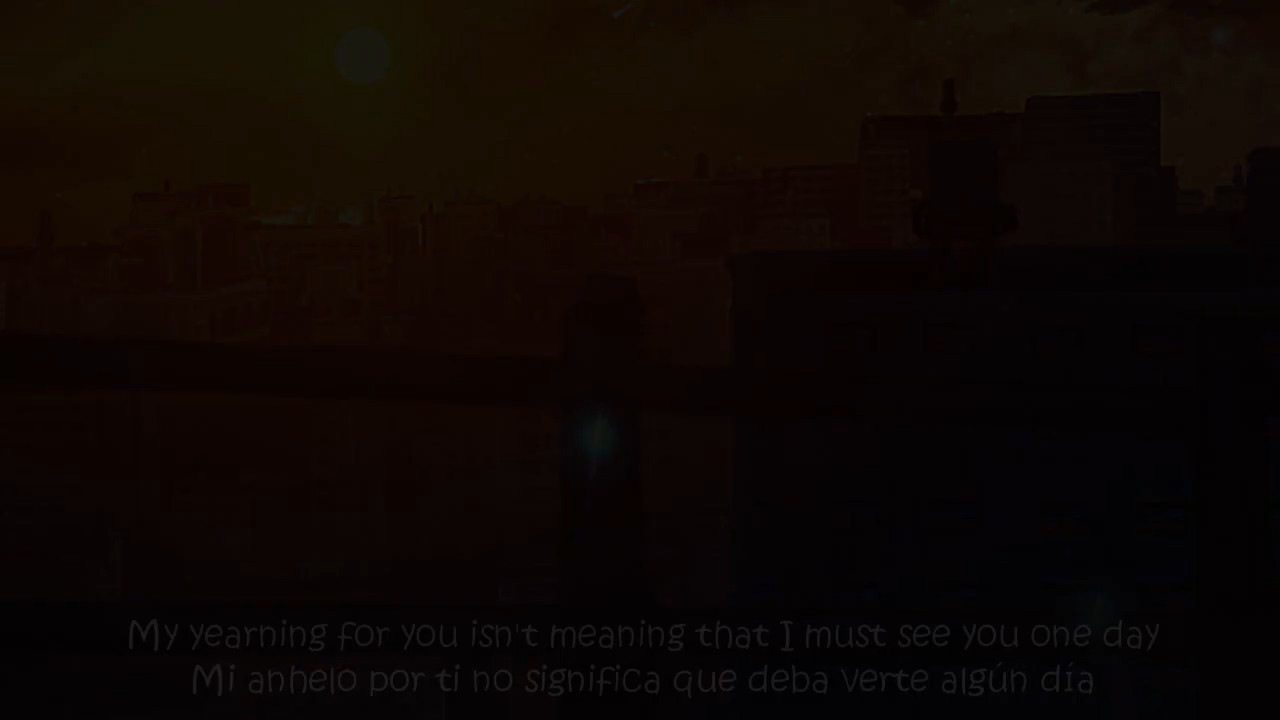 My yearning for you isn't meaning that I must see you one day
Mi anhelo por ti no significa que deba verte algún día